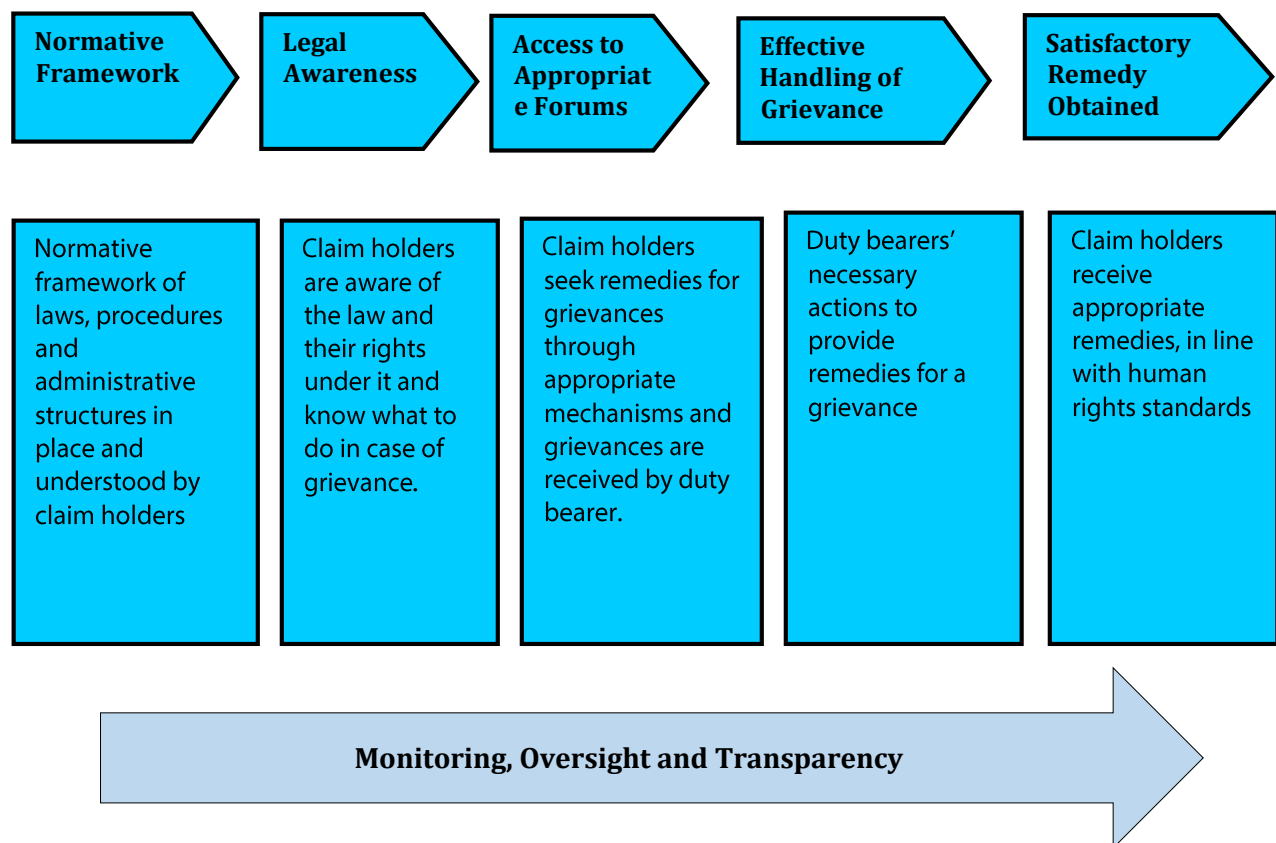 Normative
Framework
Legal
Awareness
Access to
Appropriat
e Forums
Effective
Handling of
Grievance
Satisfactory
Remedy
Obtained
Normative
framework of
laws, procedures
and
administrative
structures in
place and
understood by
claim holders
Claim holders
are aware of
the law and
their rights
under it and
know what to
do in case of
grievance.
Claim holders
seek remedies for
grievances
through
appropriate
mechanisms and
grievances are
received by duty
bearer.
Duty bearers’
necessary
actions to
provide
remedies for a
grievance
Claim holders
receive
appropriate
remedies, in line
with human
rights standards
Monitoring, Oversight and Transparency